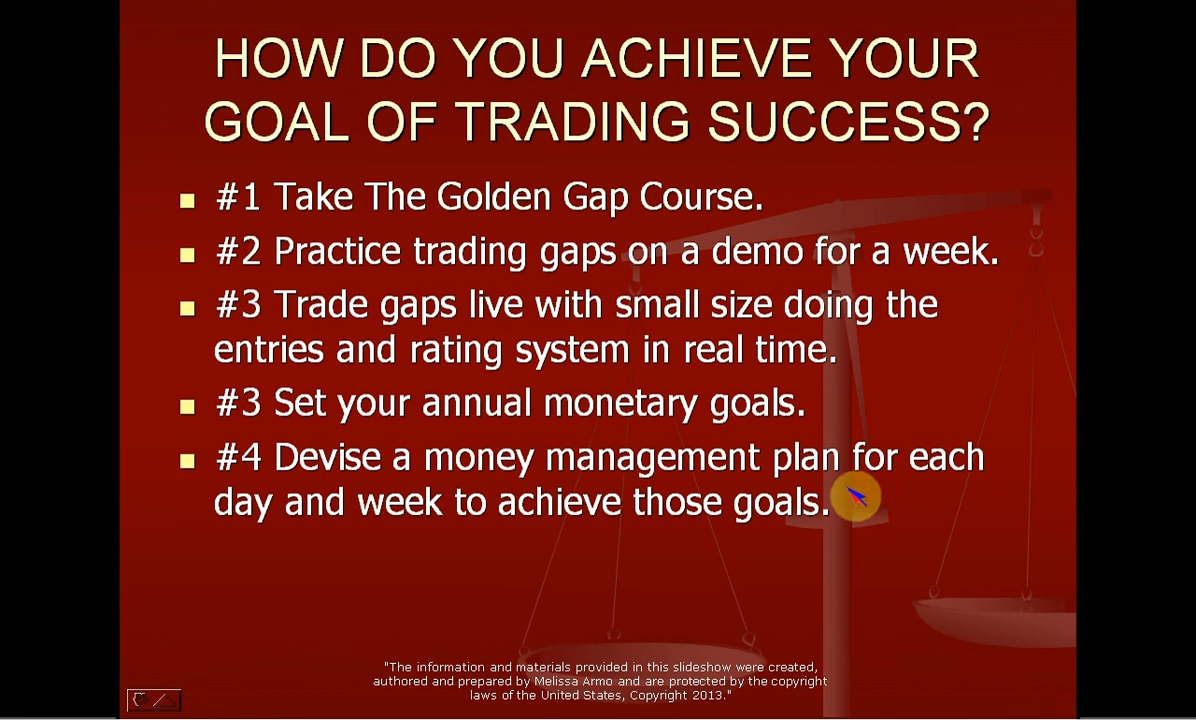 HOW DO YOU ACHIEVE YOUR
GOAL OF TRADING SUCCESS?
#1 Take The Golden Gap Course.
#2 Practice trading gaps on a demo for a week.
#3 Trade gaps live with small size doing the
entries and rating system in real time.
#3 Set your annual monetary goals.
#4 Devise a money management plan for each
day and week to achieve those goals.
"The information and materials provided in this slideshow were created,
authored and prepared by Melissa Armo and are protected by the copyright
laws of the United States, Copyright 2013."